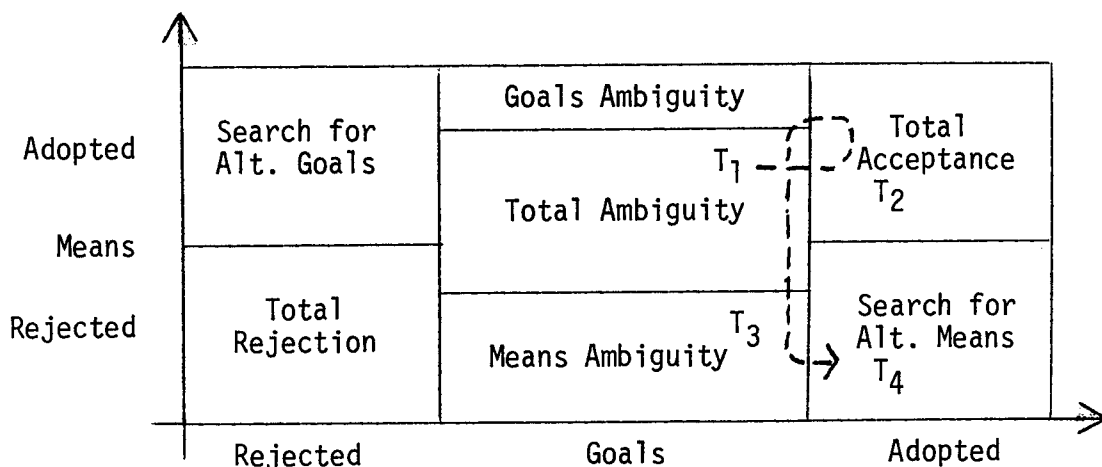 Goals Ambiguity
Search for
Alt. Goals
Adopted
Total
Acceptance
T1
T2
Total Ambiguity
Means
Total
Rejection
Rejected
Search for
Alt. Means
T3
Means Ambiguity
T4
Rejected
Goals
Adopted